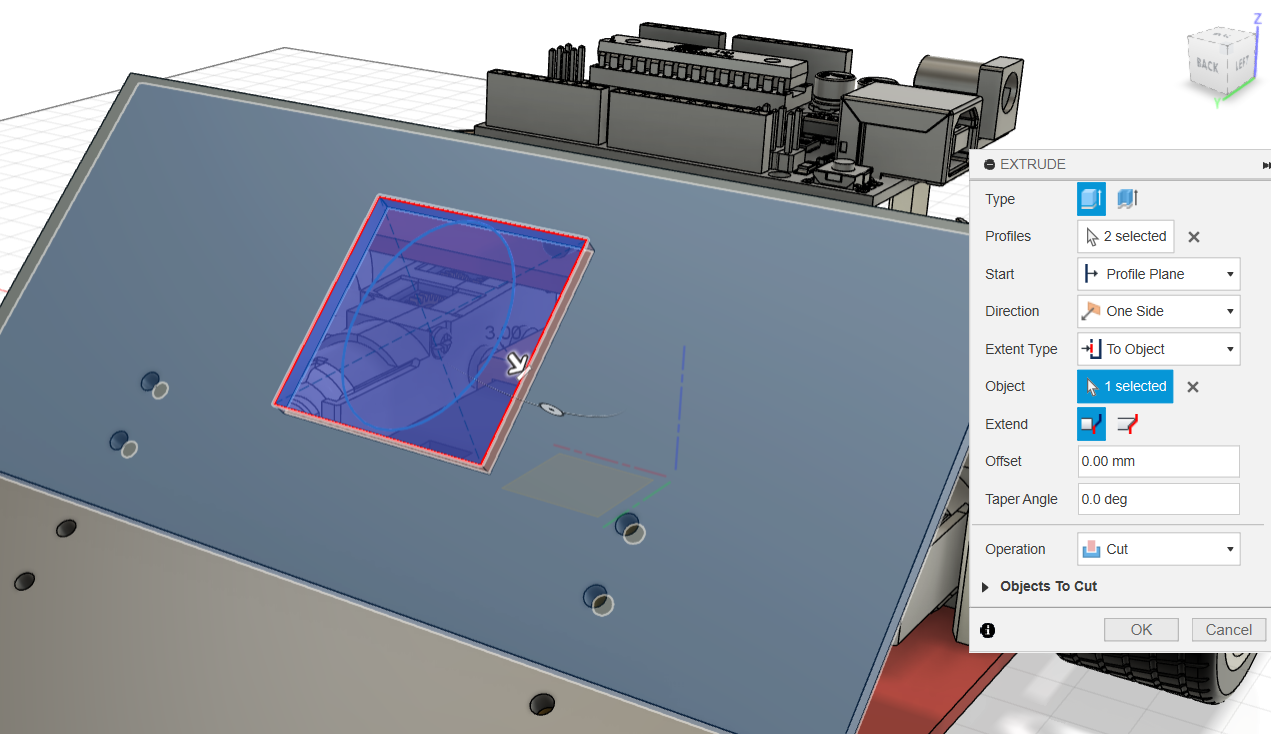 Z
BACK
LEFT
Y
EXTRUDE
Type
Profiles
2 selected
Start
Profile Plane
Direction
One Side
Extent Type
To Object
Object
1 selected
Extend
Offset
0.00 mm
Taper Angle
0.0 deg
Operation
Cut
Objects To Cut
OK
Cancel
3.00